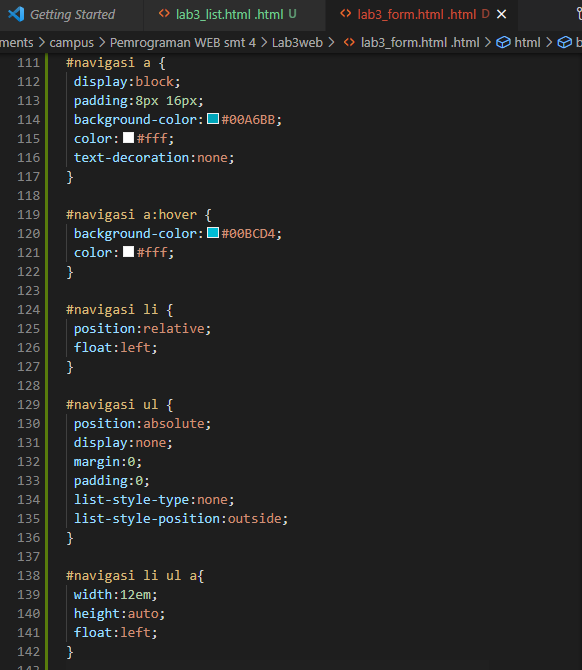 Getting Started lab3_list.html .html U lab3_form.html .html D
ments > campus > Pemrograman WEB smt 4 > Lab3web > lab3_form.html .html > html > b
111 #navigasi a {
112 display:block;
113 padding:8px 16px;
114 background-color:#00A6BB;
115 color:#fff;
116 text-decoration:none;
117 }
118
119 #navigasi a:hover {
120 background-color:#00BCD4;
121 color:#fff;
122 }
123
124 #navigasi li {
125 position:relative;
126 float:left;
127 }
128
129 #navigasi ul {
130 position:absolute;
131 display:none;
132 margin:0;
133 padding:0;
134 list-style-type:none;
135 list-style-position:outside;
136 }
137
138 #navigasi li ul a{
139 width:12em;
140 height:auto;
141 float:left;
142 }